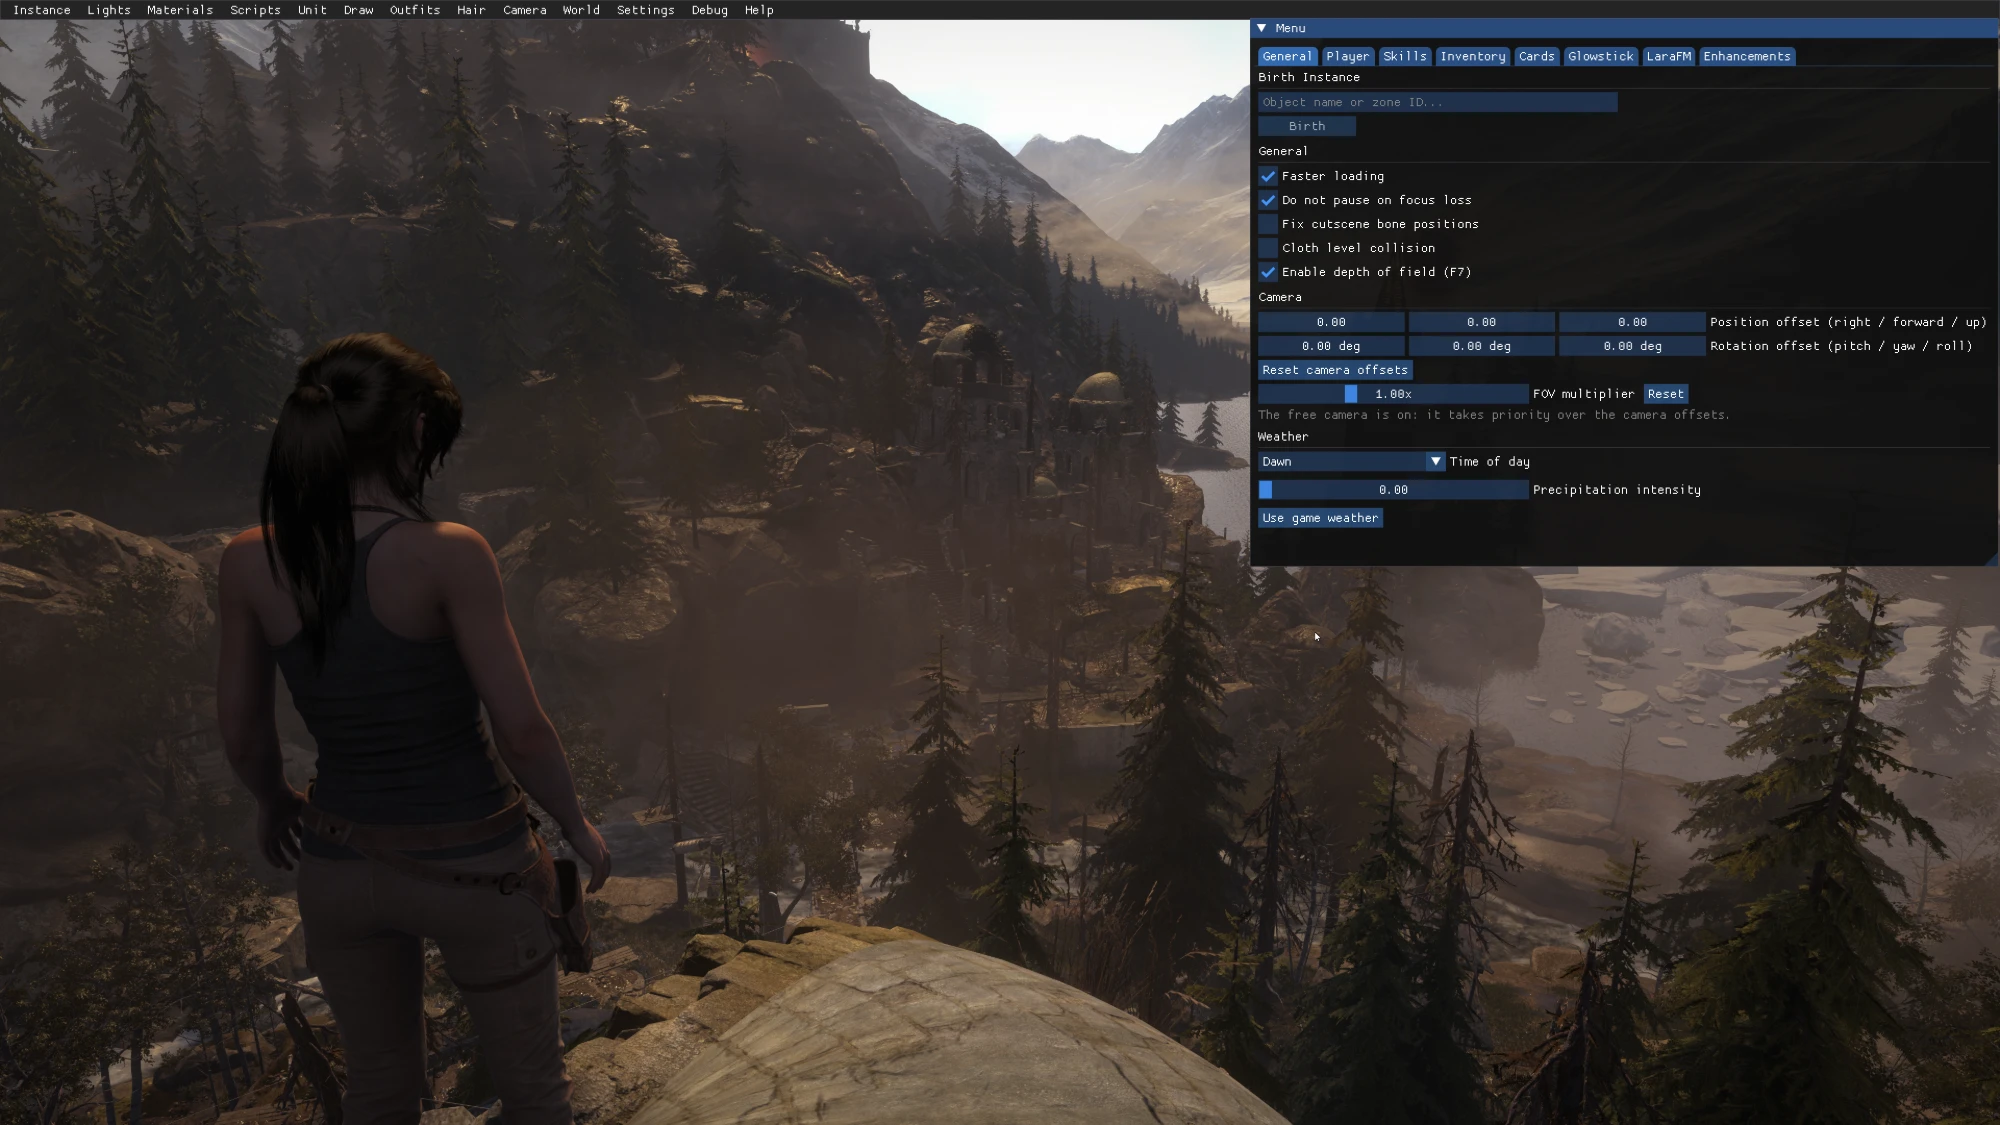 Instance Lights Materials Scripts Unit Draw Outfits Hair Camera World Settings Debug Help
Menu
General Player Skills Inventory Cards Glowstick LaraFM Enhancements
Birth Instance
Object name or zone ID...
Birth
General
Faster loading
Do not pause on focus loss
Fix cutscene bone positions
Cloth level collision
Enable depth of field (F7)
Camera
0.00 0.00 0.00 Position offset (right / forward / up)
0.00 deg 0.00 deg 0.00 deg Rotation offset (pitch / yaw / roll)
Reset camera offsets
1.00x FOV multiplier Reset
The free camera is on: it takes priority over the camera offsets.
Weather
Dawn Time of day
0.00 Precipitation intensity
Use game weather